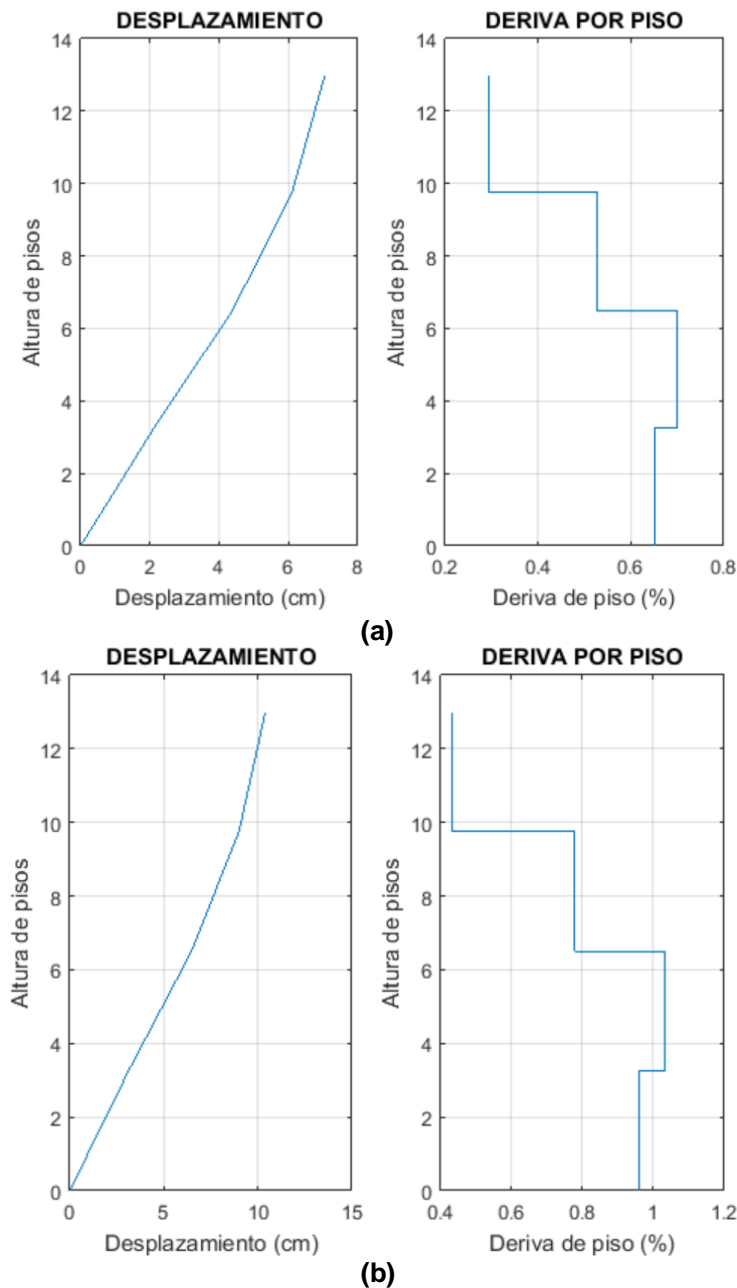 DESPLAZAMIENTO
14
12
10
8
6
4
2
0
Altura de pisos
0 2 4 6 8
Desplazamiento (cm)
DERIVA POR PISO
14
12
10
8
6
4
2
0
Altura de pisos
0.2 0.4 0.6 0.8
Deriva de piso (%)
(a)
DESPLAZAMIENTO
14
12
10
8
6
4
2
0
Altura de pisos
0 5 10 15
Desplazamiento (cm)
DERIVA POR PISO
14
12
10
8
6
4
2
0
Altura de pisos
0.4 0.6 0.8 1 1.2
Deriva de piso (%)
(b)